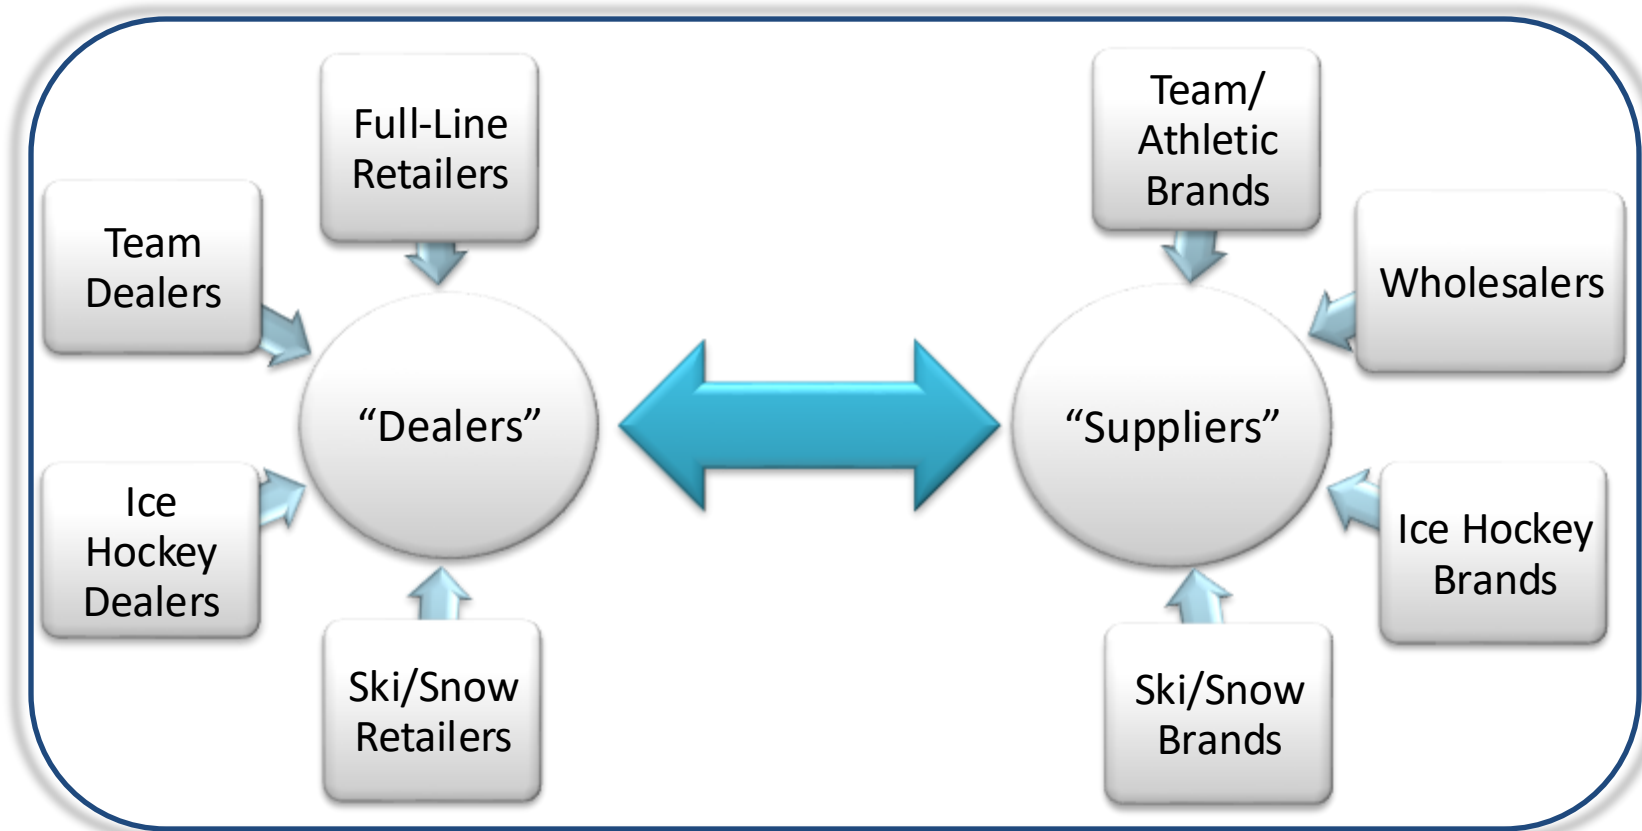 Full-Line
Retailers
Team
Dealers
“Dealers”
Ice
Hockey
Dealers
Ski/Snow
Retailers
Team/
Athletic
Brands
Wholesalers
“Suppliers”
Ice Hockey
Brands
Ski/Snow
Brands